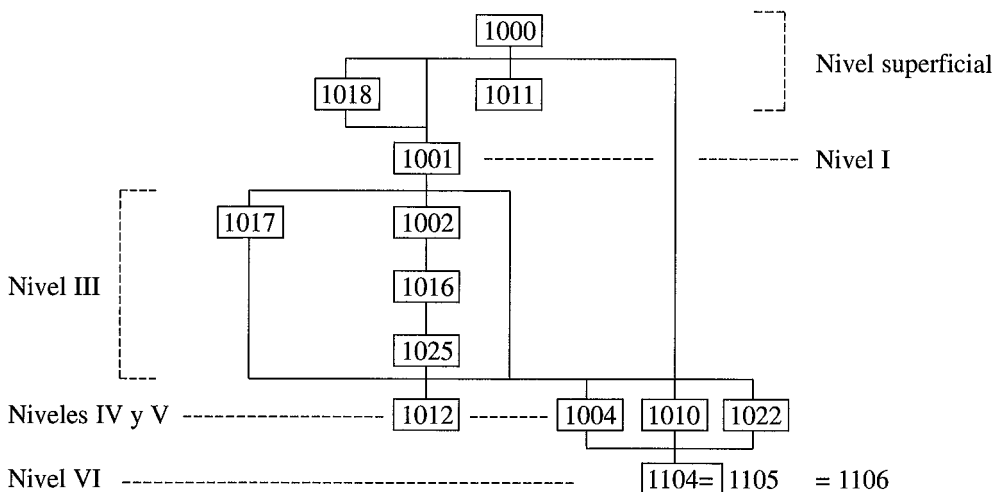 1000
Nivel superficial
1018 1011
1001 Nivel I
1017 1002
1016
Nivel III
1025
Niveles IV y V 1012 1004 1010 1022
Nivel VI 1104= 1105 = 1106